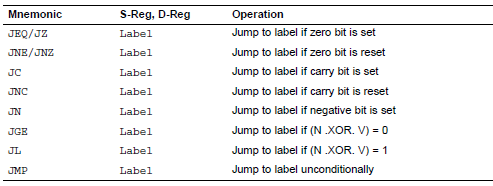 Mnemonic S-Reg, D-Reg Operation
JEQ/JZ Label Jump to label if zero bit is set
JNE/JNZ Label Jump to label if zero bit is reset
JC Label Jump to label if carry bit is set
JNC Label Jump to label if carry bit is reset
JN Label Jump to label if negative bit is set
JGE Label Jump to label if (N .XOR. V) = 0
JL Label Jump to label if (N .XOR. V) = 1
JMP Label Jump to label unconditionally